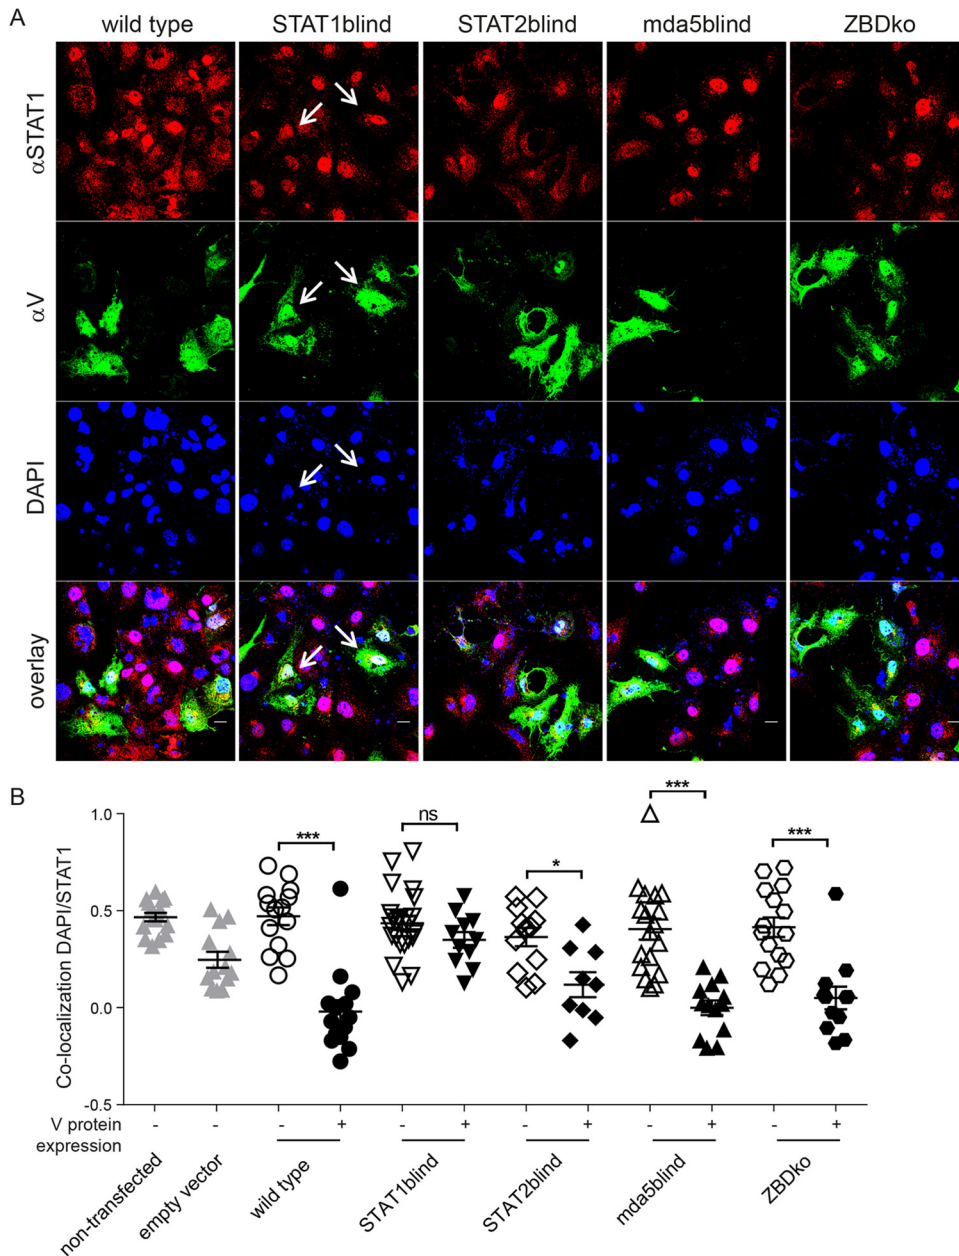 A
wild type STAT1blind STAT2blind mda5blind ZBDko
αSTAT1
αV
DAPI
overlay
B
Co-localization DAPI/STAT1
1.0
0.5
0.0
-0.5
*** ns * *** ***
V protein expression
- - - + - + - + - + - +
non-transfected empty vector wild type STAT1blind STAT2blind mda5blind ZBDko